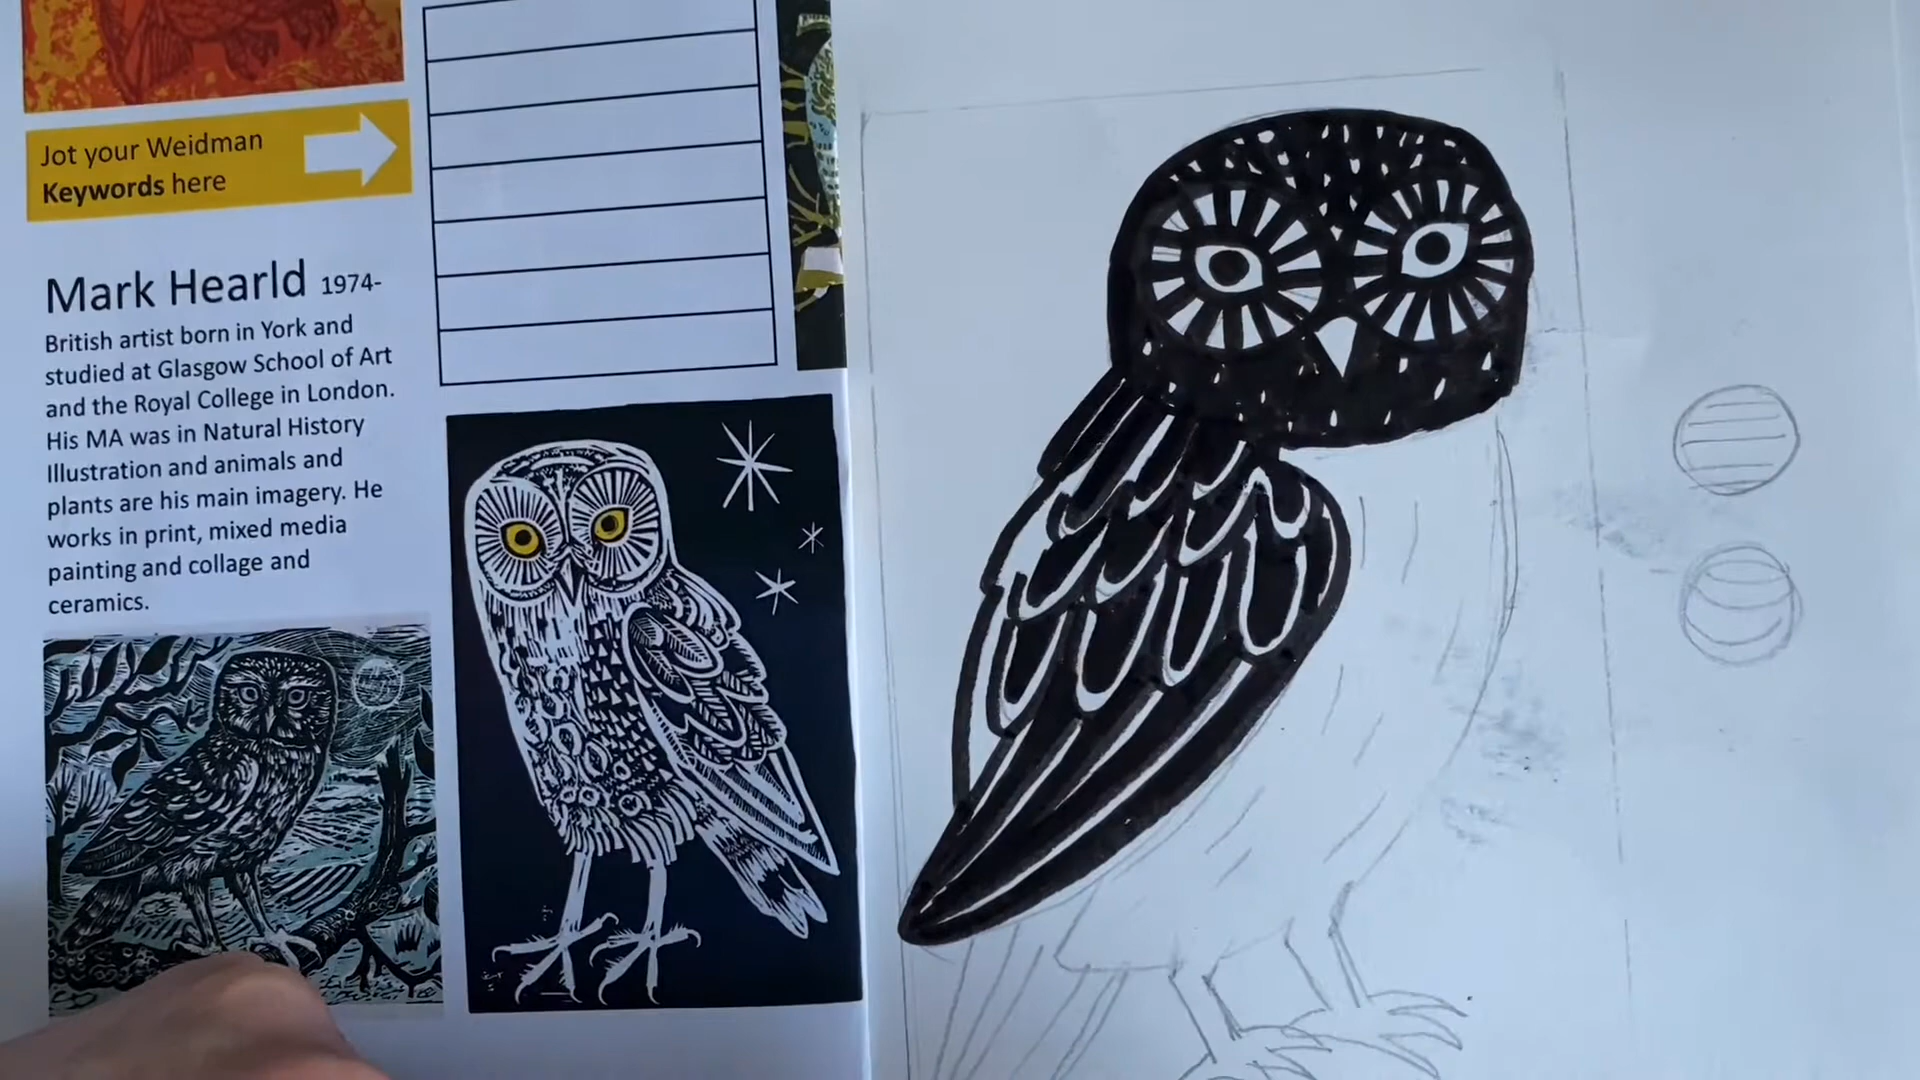 Jot your Weidman
Keywords here
Mark Hearld 1974-
British artist born in York and
studied at Glasgow School of Art
and the Royal College in London.
His MA was in Natural History
Illustration and animals and
plants are his main imagery. He
works in print, mixed media
painting and collage and
ceramics.